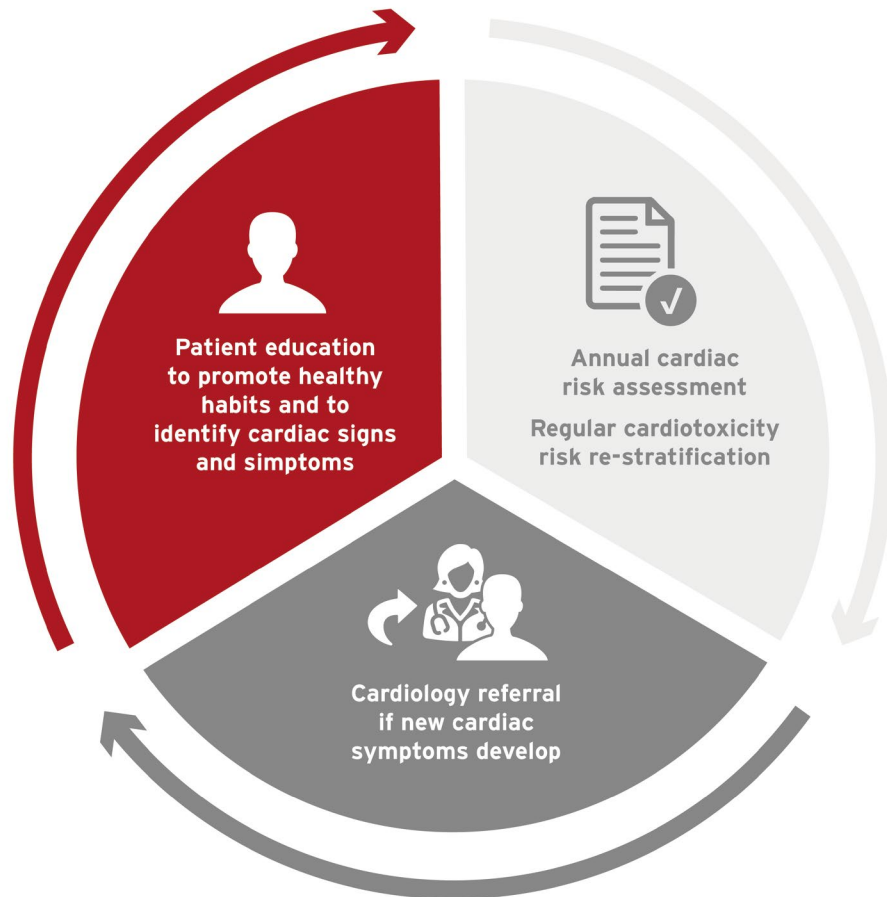 Patient education
to promote healthy
habits and to
identify cardiac signs
and simptoms
Annual cardiac
risk assessment
Regular cardiotoxicity
risk re-stratification
Cardiology referral
if new cardiac
symptoms develop